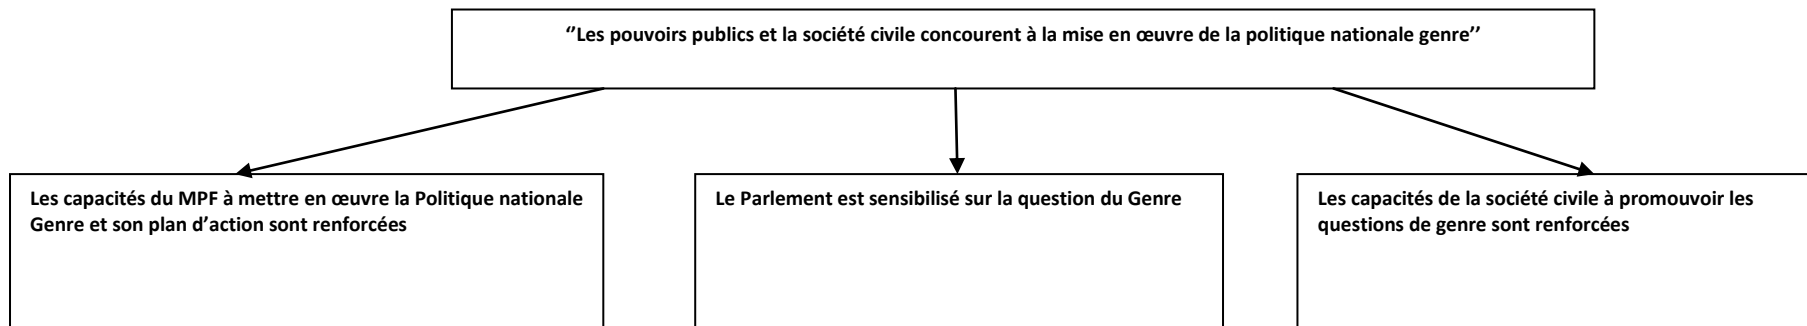 ‘’Les pouvoirs publics et la société civile concourent à la mise en œuvre de la politique nationale genre’’
Les capacités du MPF à mettre en œuvre la Politique nationale
Genre et son plan d’action sont renforcées
Le Parlement est sensibilisé sur la question du Genre
Les capacités de la société civile à promouvoir les
questions de genre sont renforcées